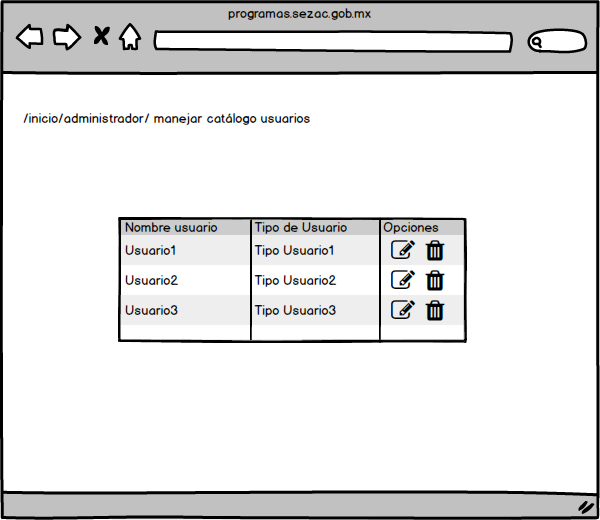 programas.sezac.gob.mx
/inicio/administrador/ manejar catálogo usuarios
Nombre usuario Tipo de Usuario Opciones
Usuario1 Tipo Usuario1
Usuario2 Tipo Usuario2
Usuario3 Tipo Usuario3